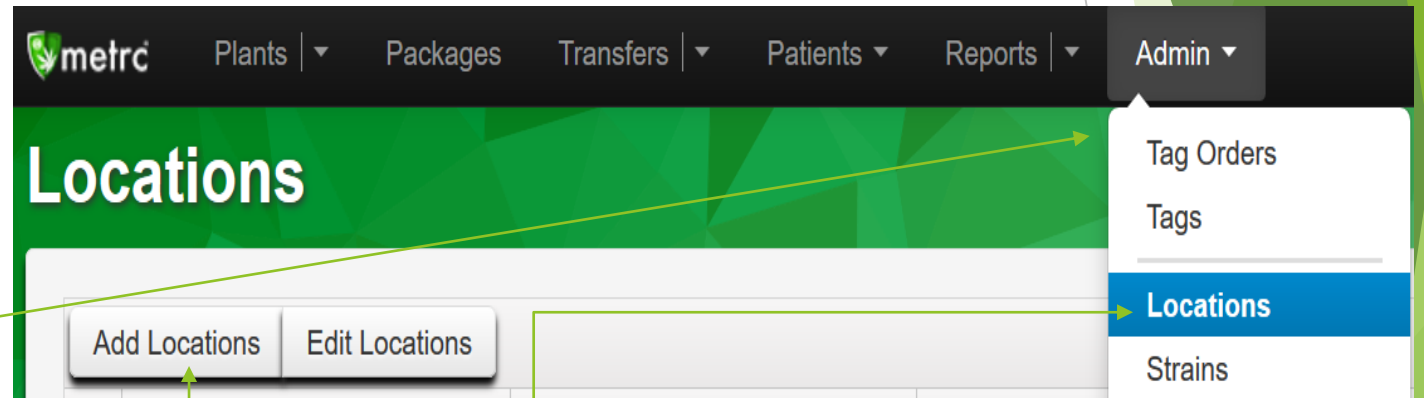 metrc Plants Packages Transfers Patients Reports Admin
Locations
Tag Orders
Tags
Locations
Strains
Add Locations Edit Locations